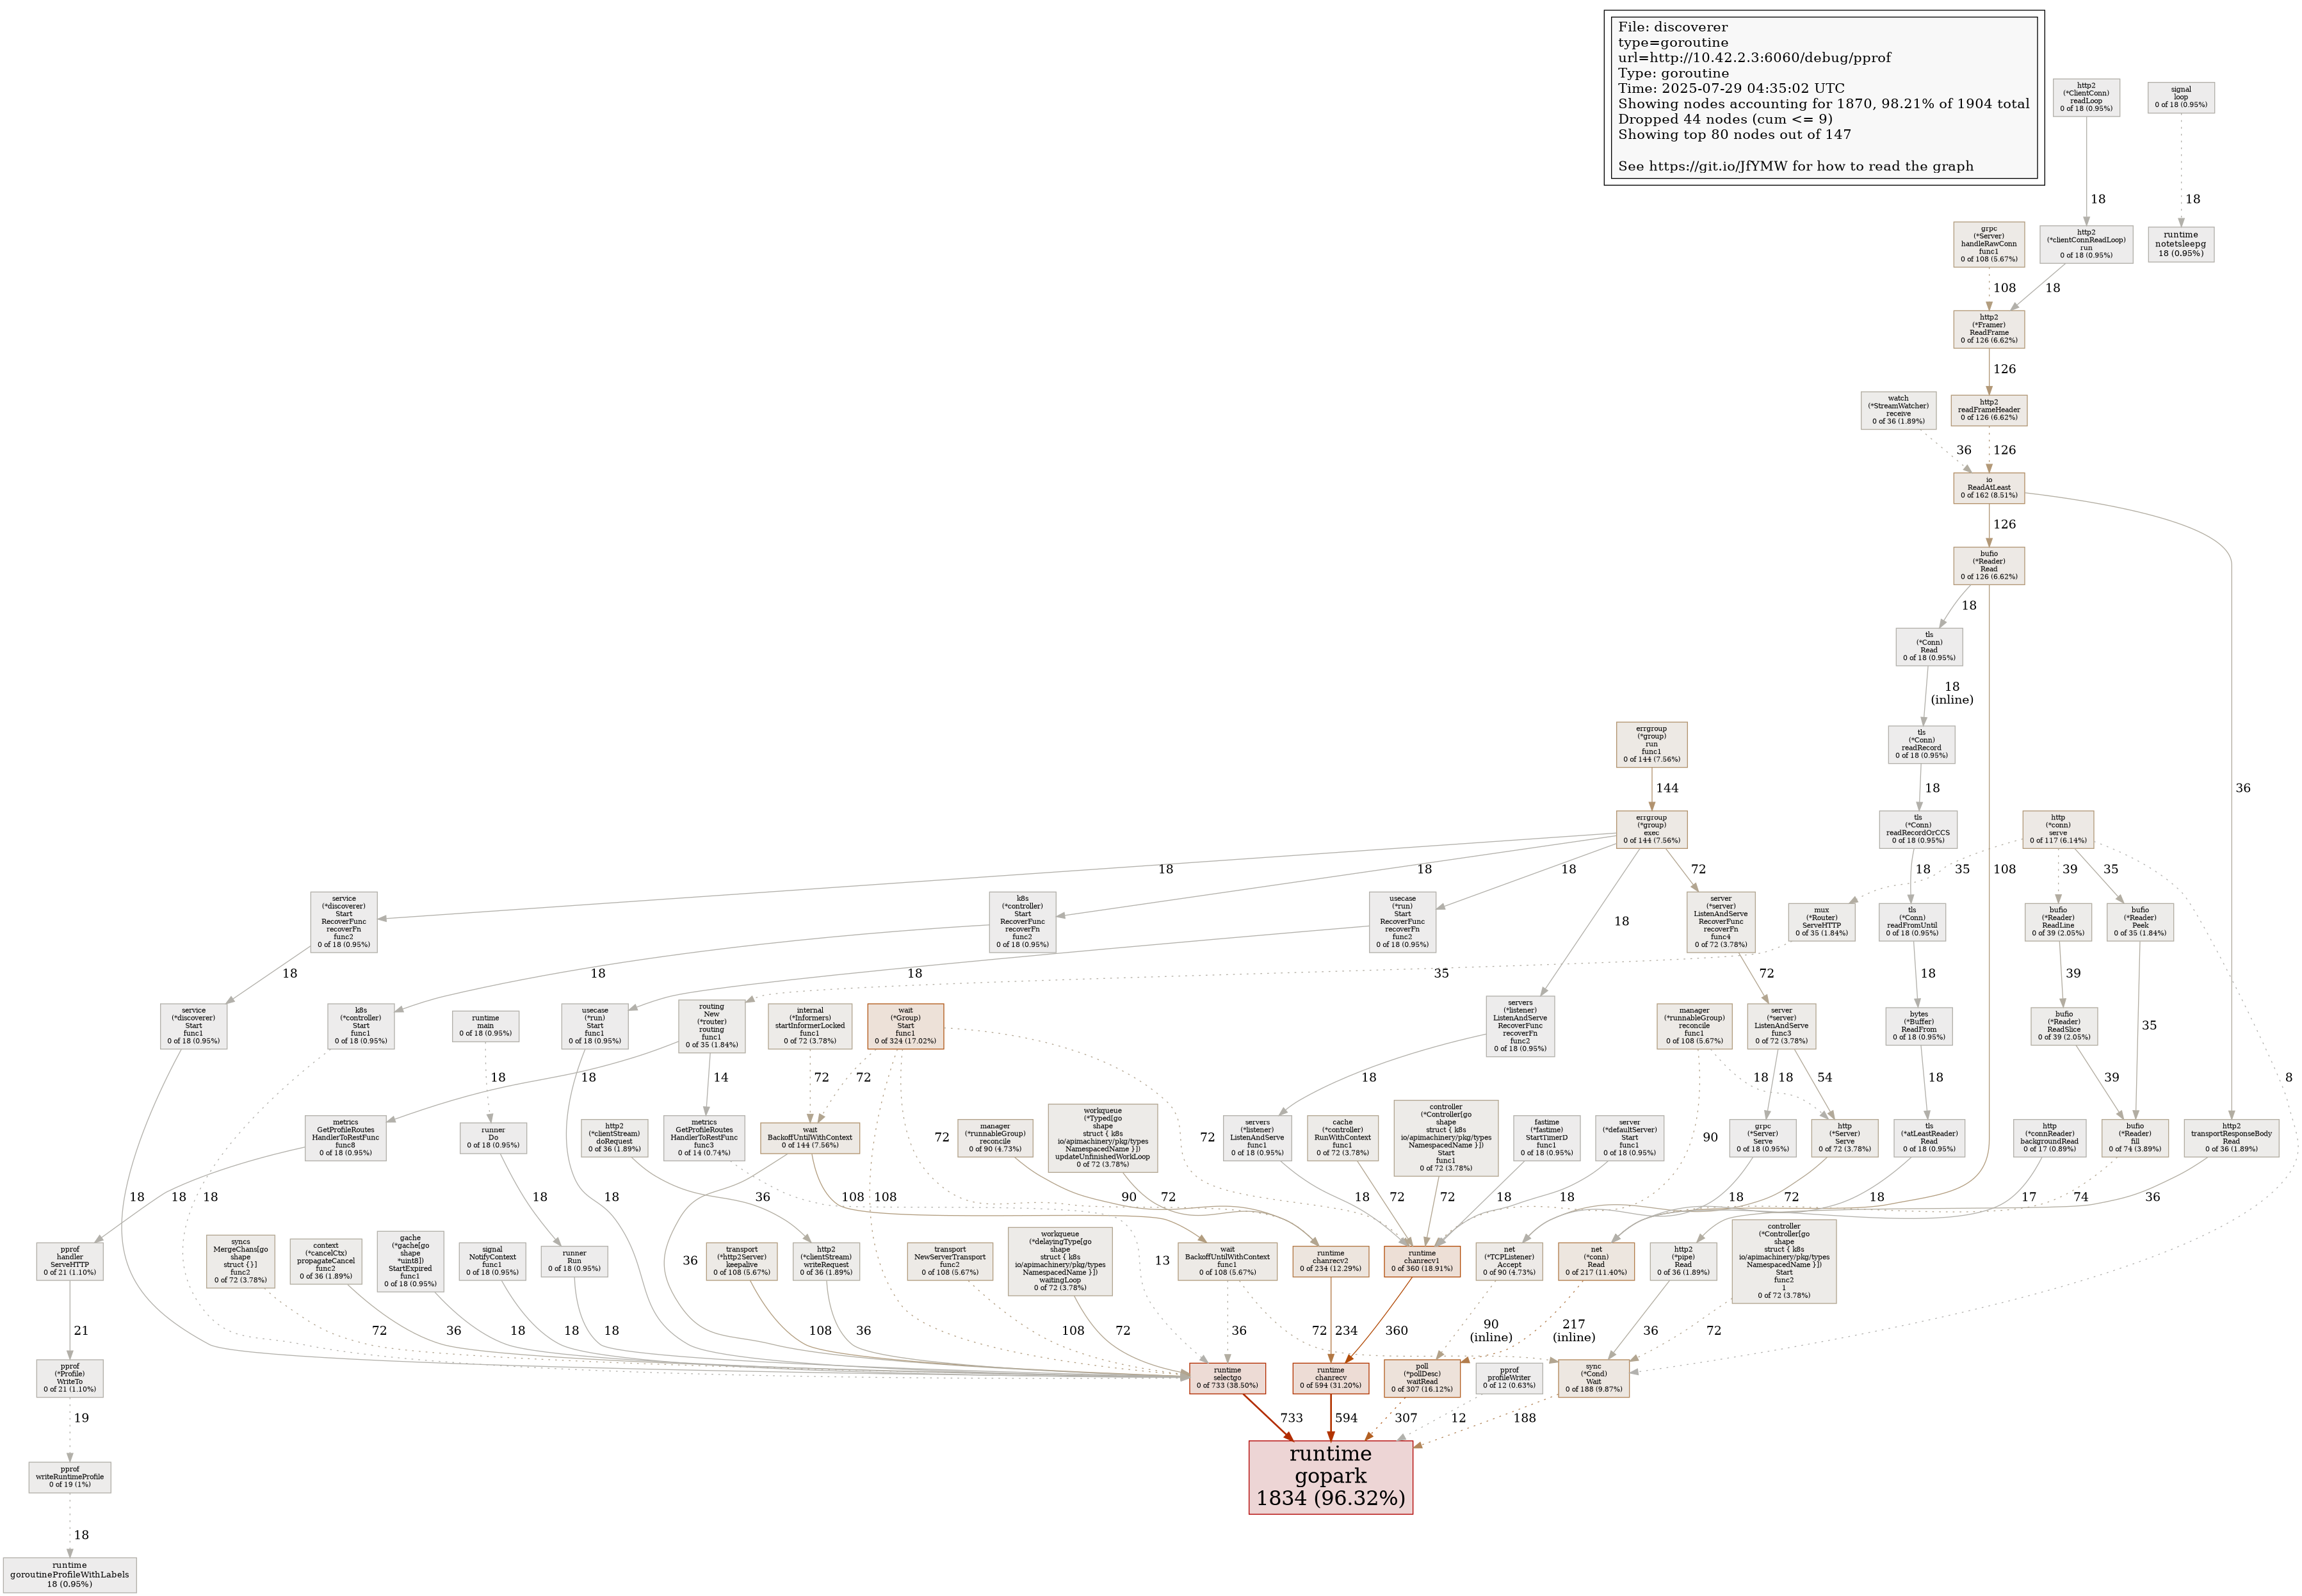 File: discoverer
type=goroutine
url=http://10.42.2.3:6060/debug/pprof
Type: goroutine
Time: 2025-07-29 04:35:02 UTC
Showing nodes accounting for 1870, 98.21% of 1904 total
Dropped 44 nodes (cum <= 9)
Showing top 80 nodes out of 147
See https://git.io/JfYMW for how to read the graph
http2
(*ClientConn)
readLoop
0 of 18 (0.95%)
signal
loop
0 of 18 (0.95%)
18
18
grpc
(*Server)
handleRawConn
func1
0 of 108 (5.67%)
http2
(*clientConnReadLoop)
run
0 of 18 (0.95%)
runtime
notetsleepg
18 (0.95%)
108
18
http2
(*Framer)
ReadFrame
0 of 126 (6.62%)
126
watch
(*StreamWatcher)
receive
0 of 36 (1.89%)
http2
readFrameHeader
0 of 126 (6.62%)
36
126
io
ReadAtLeast
0 of 162 (8.51%)
126
36
bufio
(*Reader)
Read
0 of 126 (6.62%)
18
108
tls
(*Conn)
Read
0 of 18 (0.95%)
18
(inline)
errgroup
(*group)
run
func1
0 of 144 (7.56%)
tls
(*Conn)
readRecord
0 of 18 (0.95%)
144
18
errgroup
(*group)
exec
0 of 144 (7.56%)
tls
(*Conn)
readRecordOrCCS
0 of 18 (0.95%)
http
(*conn)
serve
0 of 117 (6.14%)
18
18
18
18
72
18
35
39
35
8
service
(*discoverer)
Start
RecoverFunc
recoverFn
func2
0 of 18 (0.95%)
k8s
(*controller)
Start
RecoverFunc
recoverFn
func2
0 of 18 (0.95%)
usecase
(*run)
Start
RecoverFunc
recoverFn
func2
0 of 18 (0.95%)
server
(*server)
ListenAndServe
RecoverFunc
recoverFn
func4
0 of 72 (3.78%)
mux
(*Router)
ServeHTTP
0 of 35 (1.84%)
tls
(*Conn)
readFromUntil
0 of 18 (0.95%)
bufio
(*Reader)
ReadLine
0 of 39 (2.05%)
bufio
(*Reader)
Peek
0 of 35 (1.84%)
18
18
18
35
72
18
39
35
service
(*discoverer)
Start
func1
0 of 18 (0.95%)
k8s
(*controller)
Start
func1
0 of 18 (0.95%)
runtime
main
0 of 18 (0.95%)
usecase
(*run)
Start
func1
0 of 18 (0.95%)
routing
New
(*router)
routing
func1
0 of 35 (1.84%)
internal
(*Informers)
startInformerLocked
func1
0 of 72 (3.78%)
wait
(*Group)
Start
func1
0 of 324 (17.02%)
servers
(*listener)
ListenAndServe
RecoverFunc
recoverFn
func2
0 of 18 (0.95%)
manager
(*runnableGroup)
reconcile
func1
0 of 108 (5.67%)
server
(*server)
ListenAndServe
func3
0 of 72 (3.78%)
bytes
(*Buffer)
ReadFrom
0 of 18 (0.95%)
bufio
(*Reader)
ReadSlice
0 of 39 (2.05%)
18
18
18
18
18
14
72
72
108
72
72
18
90
18
18
54
18
39
metrics
GetProfileRoutes
HandlerToRestFunc
func8
0 of 18 (0.95%)
runner
Do
0 of 18 (0.95%)
http2
(*clientStream)
doRequest
0 of 36 (1.89%)
metrics
GetProfileRoutes
HandlerToRestFunc
func3
0 of 14 (0.74%)
wait
BackoffUntilWithContext
0 of 144 (7.56%)
manager
(*runnableGroup)
reconcile
0 of 90 (4.73%)
workqueue
(*Typed[go
shape
struct { k8s
io/apimachinery/pkg/types
NamespacedName }])
updateUnfinishedWorkLoop
0 of 72 (3.78%)
servers
(*listener)
ListenAndServe
func1
0 of 18 (0.95%)
cache
(*controller)
RunWithContext
func1
0 of 72 (3.78%)
controller
(*Controller[go
shape
struct { k8s
io/apimachinery/pkg/types
NamespacedName }])
Start
func1
0 of 72 (3.78%)
fastime
(*fastime)
StartTimerD
func1
0 of 18 (0.95%)
server
(*defaultServer)
Start
func1
0 of 18 (0.95%)
grpc
(*Server)
Serve
0 of 18 (0.95%)
http
(*Server)
Serve
0 of 72 (3.78%)
tls
(*atLeastReader)
Read
0 of 18 (0.95%)
http
(*connReader)
backgroundRead
0 of 17 (0.89%)
bufio
(*Reader)
fill
0 of 74 (3.89%)
http2
transportResponseBody
Read
0 of 36 (1.89%)
18
18
36
13
36
108
90
72
18
72
72
18
18
18
72
18
17
74
36
pprof
handler
ServeHTTP
0 of 21 (1.10%)
syncs
MergeChans[go
shape
struct {}]
func2
0 of 72 (3.78%)
context
(*cancelCtx)
propagateCancel
func2
0 of 36 (1.89%)
gache
(*gache[go
shape
*uint8])
StartExpired
func1
0 of 18 (0.95%)
signal
NotifyContext
func1
0 of 18 (0.95%)
runner
Run
0 of 18 (0.95%)
transport
(*http2Server)
keepalive
0 of 108 (5.67%)
http2
(*clientStream)
writeRequest
0 of 36 (1.89%)
transport
NewServerTransport
func2
0 of 108 (5.67%)
workqueue
(*delayingType[go
shape
struct { k8s
io/apimachinery/pkg/types
NamespacedName }])
waitingLoop
0 of 72 (3.78%)
wait
BackoffUntilWithContext
func1
0 of 108 (5.67%)
runtime
chanrecv2
0 of 234 (12.29%)
runtime
chanrecv1
0 of 360 (18.91%)
net
(*TCPListener)
Accept
0 of 90 (4.73%)
net
(*conn)
Read
0 of 217 (11.40%)
http2
(*pipe)
Read
0 of 36 (1.89%)
controller
(*Controller[go
shape
struct { k8s
io/apimachinery/pkg/types
NamespacedName }])
Start
func2
1
0 of 72 (3.78%)
21
72
36
18
18
18
108
36
108
72
36
72
234
360
90
(inline)
217
(inline)
36
72
pprof
(*Profile)
WriteTo
0 of 21 (1.10%)
runtime
selectgo
0 of 733 (38.50%)
runtime
chanrecv
0 of 594 (31.20%)
poll
(*pollDesc)
waitRead
0 of 307 (16.12%)
pprof
profileWriter
0 of 12 (0.63%)
sync
(*Cond)
Wait
0 of 188 (9.87%)
19
733
594
307
12
188
pprof
writeRuntimeProfile
0 of 19 (1%)
runtime
gopark
1834 (96.32%)
18
runtime
goroutineProfileWithLabels
18 (0.95%)